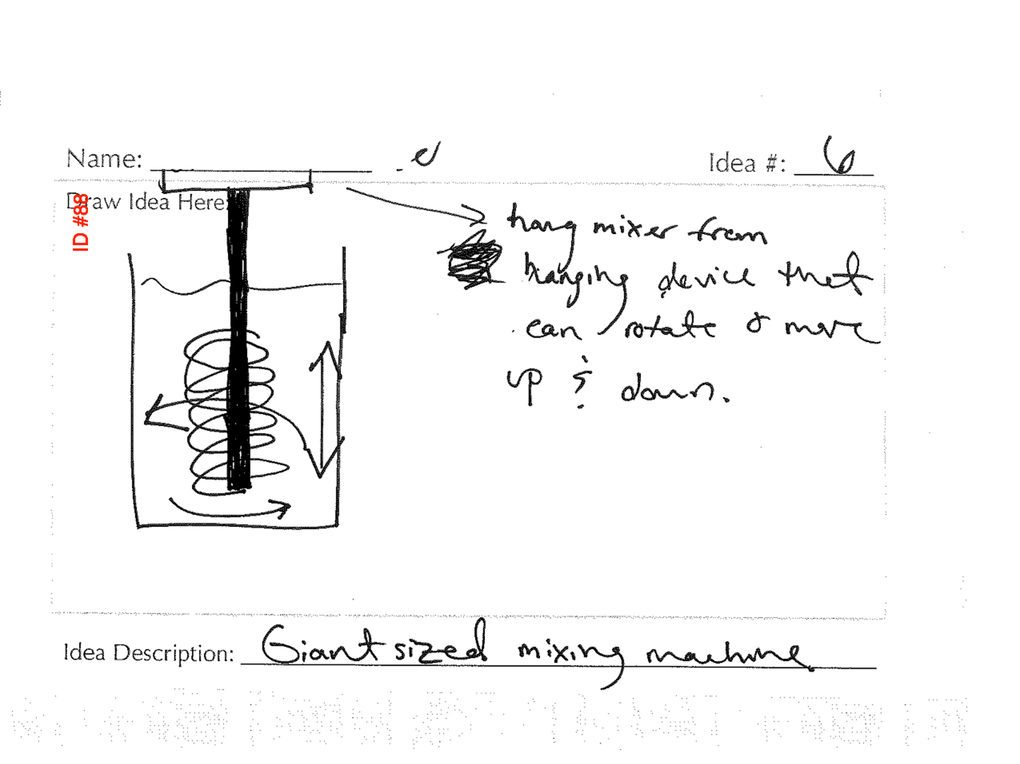 Name:
Idea #: 6
Draw Idea Here:
ID #88
hang mixer from
hanging device that
can rotate & move
up & down.
Idea Description: Giant sized mixing machine